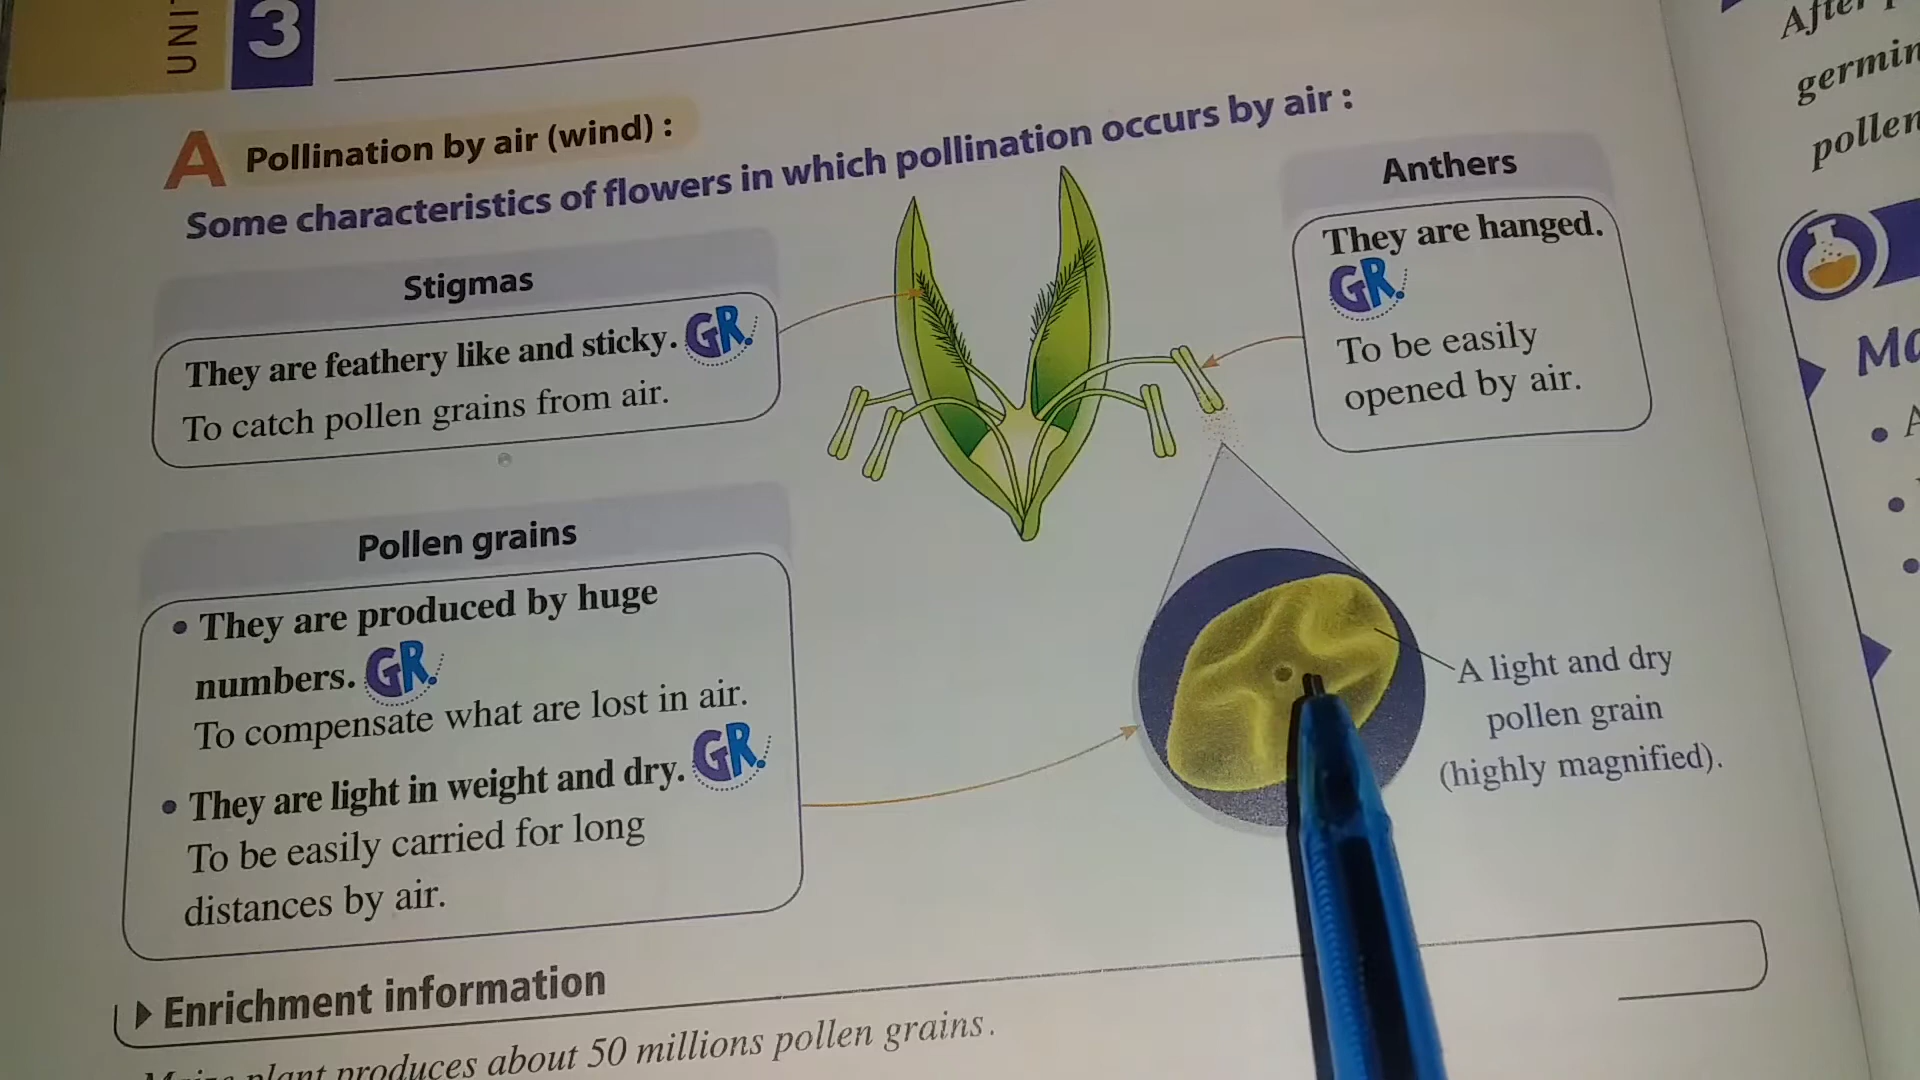 UNI
3
A Pollination by air (wind) :
Some characteristics of flowers in which pollination occurs by air :
Stigmas
They are feathery like and sticky. GR.
To catch pollen grains from air.
Anthers
They are hanged.
GR.
To be easily
opened by air.
Pollen grains
• They are produced by huge
numbers. GR.
To compensate what are lost in air.
• They are light in weight and dry. GR.
To be easily carried for long
distances by air.
A light and dry
pollen grain
(highly magnified).
Enrichment information
plant produces about 50 millions pollen grains.
After
germin
pollen